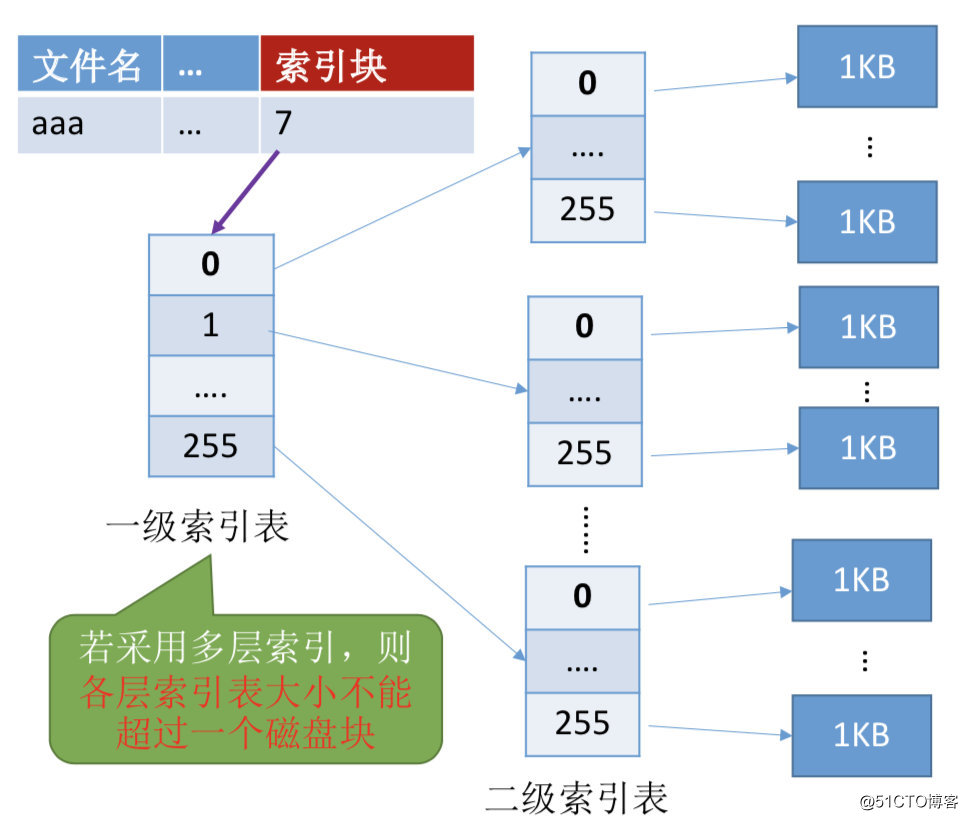 文件名 … 索引块
aaa … 7
0
1
….
255
一级索引表
若采用多层索引，则
各层索引表大小不能
超过一个磁盘块
0
….
255
0
….
255
0
….
255
二级索引表
1KB
1KB
1KB
1KB
1KB
1KB
@51CTO博客